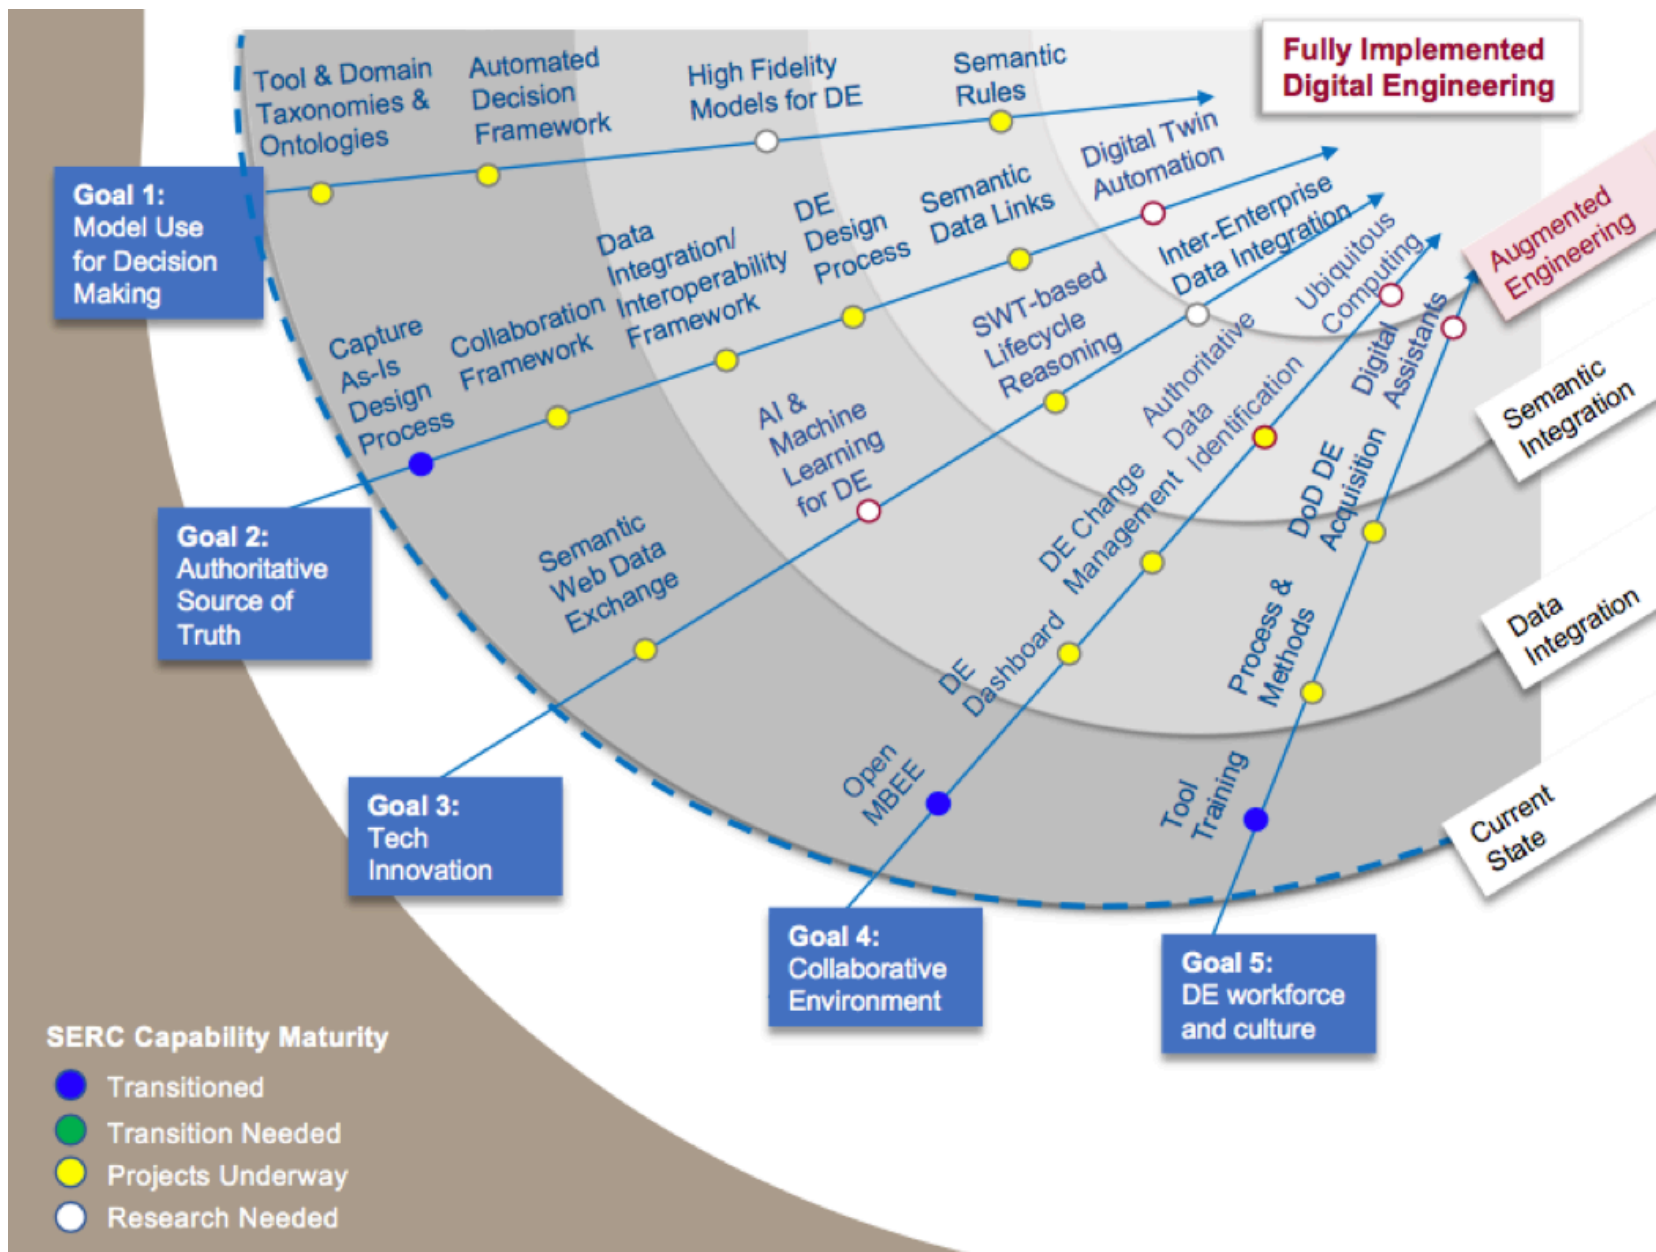 Fully Implemented
Digital Engineering
Tool & Domain
Taxonomies &
Ontologies
Automated
Decision
Framework
High Fidelity
Models for DE
Semantic
Rules
Goal 1:
Model Use
for Decision
Making
Capture
As-Is
Design
Process
Collaboration
Framework
Data
Integration/
Interoperability
Framework
DE
Design
Process
Semantic
Data Links
Digital Twin
Automation
Goal 2:
Authoritative
Source of
Truth
Semantic
Web Data
Exchange
AI &
Machine
Learning
for DE
SWT-based
Lifecycle
Reasoning
Inter-Enterprise
Data Integration
Goal 3:
Tech
Innovation
Open
MBEE
DE
Dashboard
DE Change
Management
Authoritative
Data
Identification
Ubiquitous
Computing
Goal 4:
Collaborative
Environment
Tool
Training
Process &
Methods
DoD DE
Acquisition
Digital
Assistants
Goal 5:
DE workforce
and culture
Augmented
Engineering
Semantic
Integration
Data
Integration
Current
State
SERC Capability Maturity
Transitioned
Transition Needed
Projects Underway
Research Needed